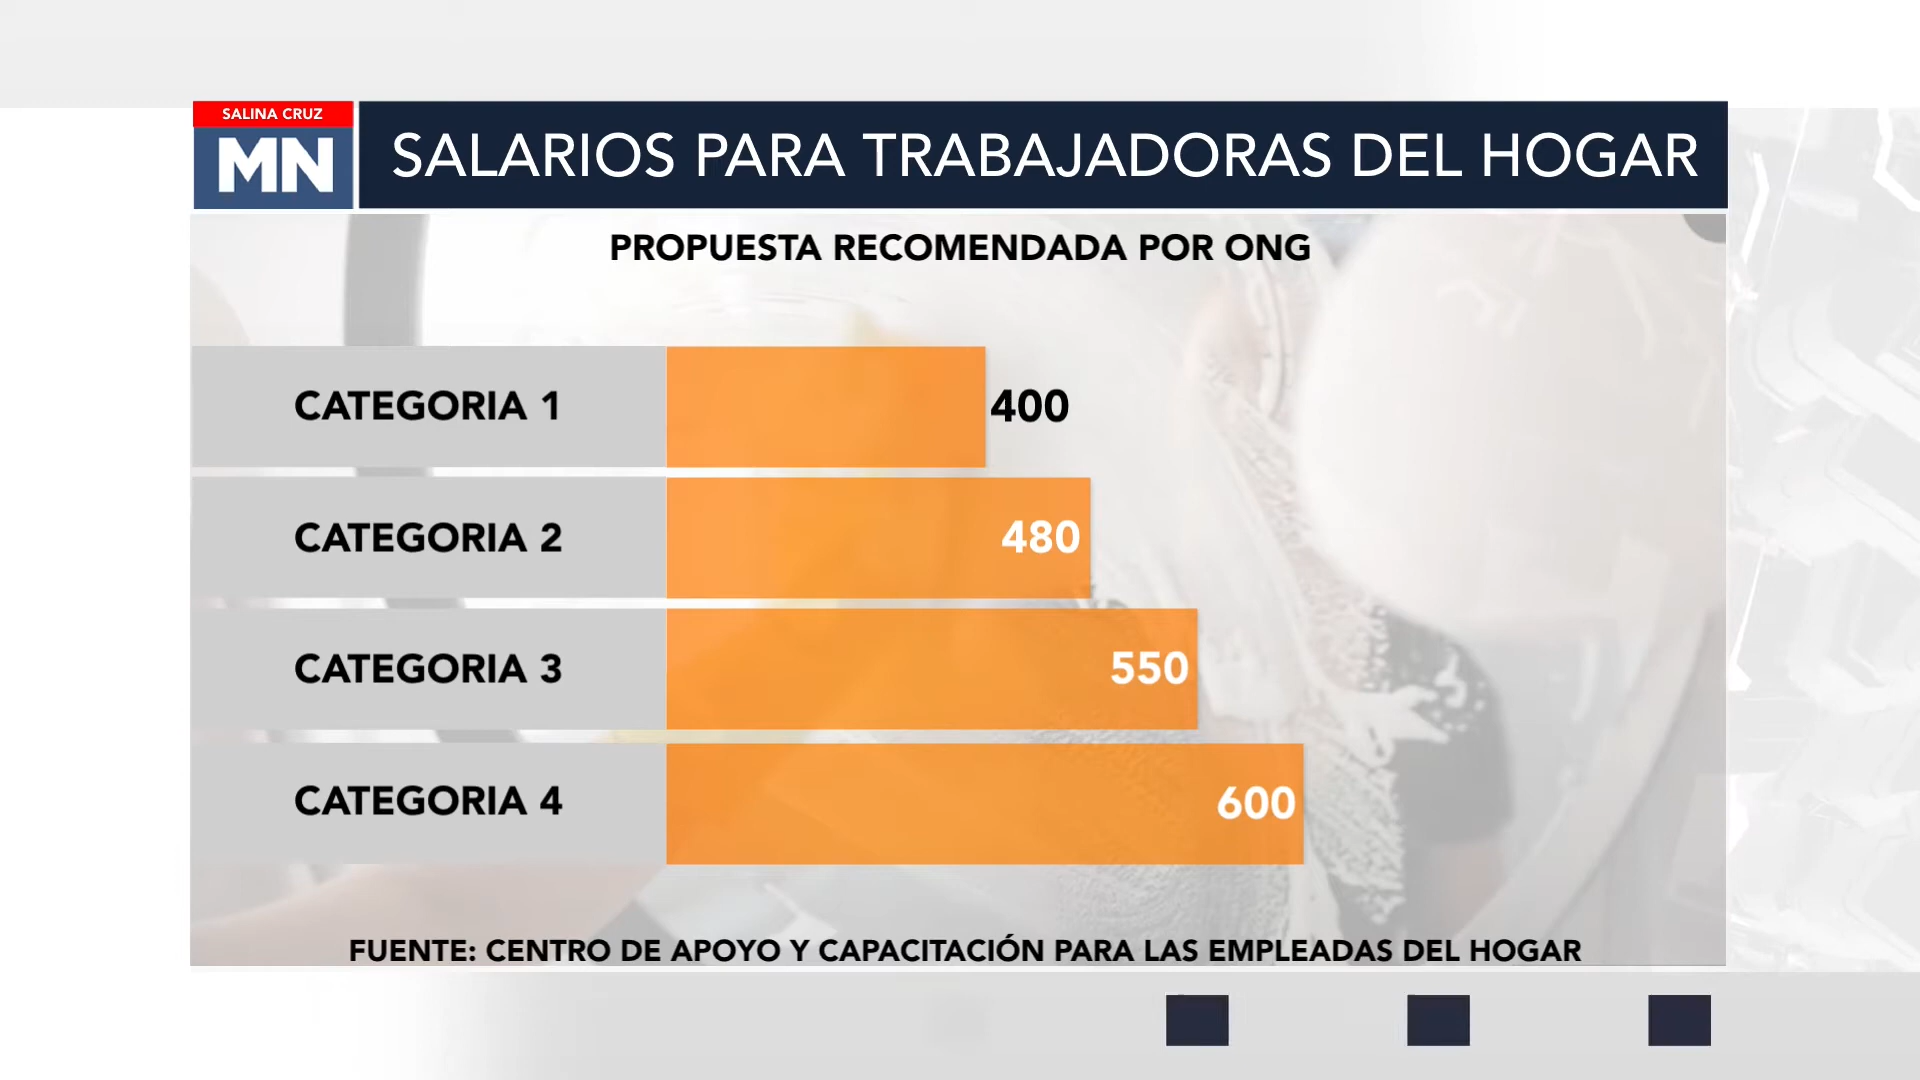 SALINA CRUZ
MN
SALARIOS PARA TRABAJADORAS DEL HOGAR
PROPUESTA RECOMENDADA POR ONG
CATEGORIA 1
400
CATEGORIA 2
480
CATEGORIA 3
550
CATEGORIA 4
600
FUENTE: CENTRO DE APOYO Y CAPACITACIÓN PARA LAS EMPLEADAS DEL HOGAR